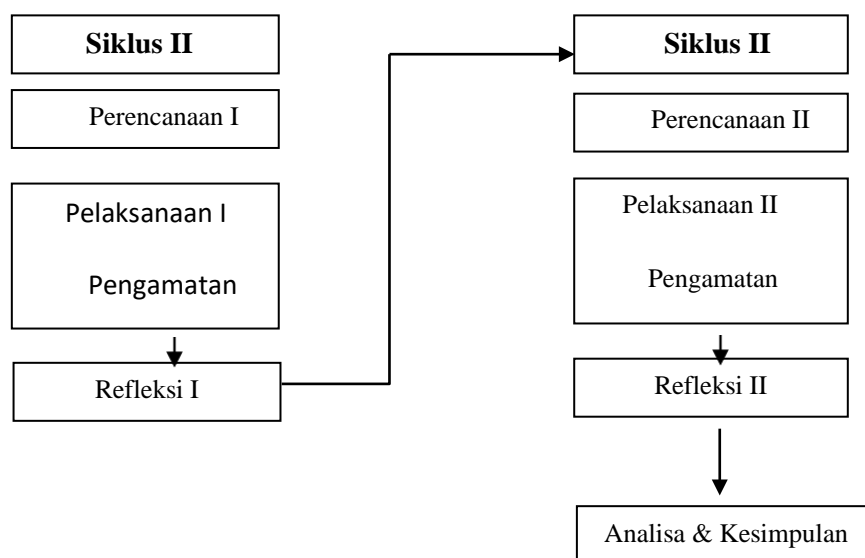 Siklus II
Perencanaan I
Pelaksanaan I
Pengamatan
Refleksi I
Siklus II
Perencanaan II
Pelaksanaan II
Pengamatan
Refleksi II
Analisa & Kesimpulan